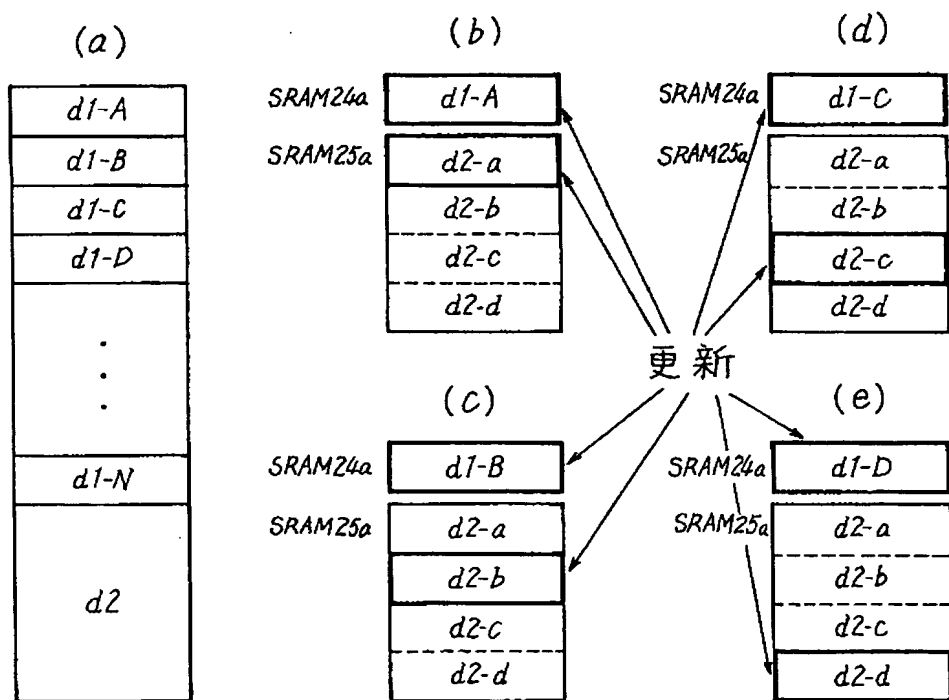 (a)
d1-A
d1-B
d1-C
d1-D
d1-N
d2
(b)
SRAM24a
d1-A
SRAM25a
d2-a
d2-b
d2-c
d2-d
(d)
SRAM24a
d1-C
SRAM25a
d2-a
d2-b
d2-c
d2-d
更新
(c)
SRAM24a
d1-B
SRAM25a
d2-a
d2-b
d2-c
d2-d
(e)
SRAM24a
d1-D
SRAM25a
d2-a
d2-b
d2-c
d2-d